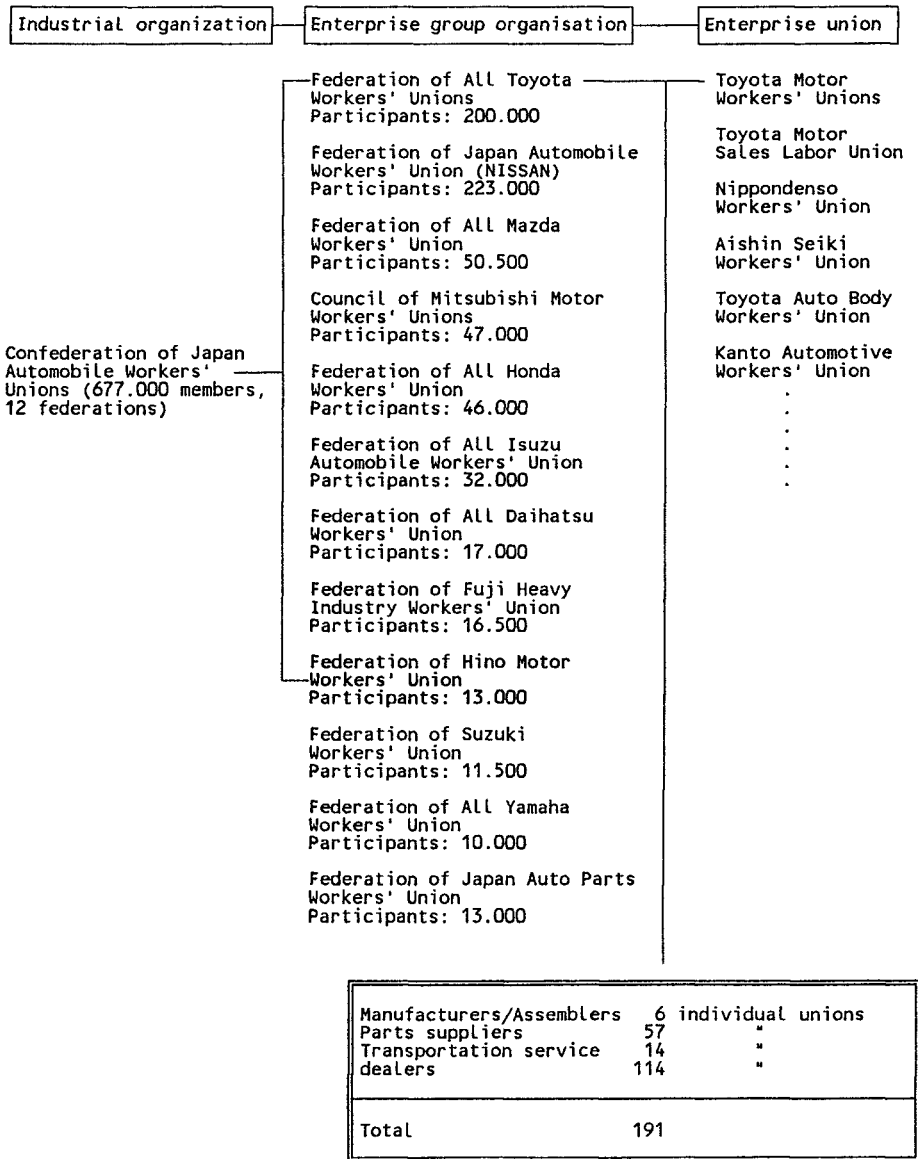 Industrial organization
Enterprise group organisation
Enterprise union
Confederation of Japan
Automobile Workers'
Unions (677.000 members,
12 federations)
Federation of All Toyota
Workers' Unions
Participants: 200.000
Federation of Japan Automobile
Workers' Union (NISSAN)
Participants: 223.000
Federation of All Mazda
Workers' Union
Participants: 50.500
Council of Mitsubishi Motor
Workers' Unions
Participants: 47.000
Federation of All Honda
Workers' Union
Participants: 46.000
Federation of All Isuzu
Automobile Workers' Union
Participants: 32.000
Federation of All Daihatsu
Workers' Union
Participants: 17.000
Federation of Fuji Heavy
Industry Workers' Union
Participants: 16.500
Federation of Hino Motor
Workers' Union
Participants: 13.000
Federation of Suzuki
Workers' Union
Participants: 11.500
Federation of All Yamaha
Workers' Union
Participants: 10.000
Federation of Japan Auto Parts
Workers' Union
Participants: 13.000
Toyota Motor
Workers' Unions
Toyota Motor
Sales Labor Union
Nippondenso
Workers' Union
Aishin Seiki
Workers' Union
Toyota Auto Body
Workers' Union
Kanto Automotive
Workers' Union
.
.
.
.
.
.
Manufacturers/Assemblers 6 individual unions
Parts suppliers 57 "
Transportation service 14 "
dealers 114 "
Total 191